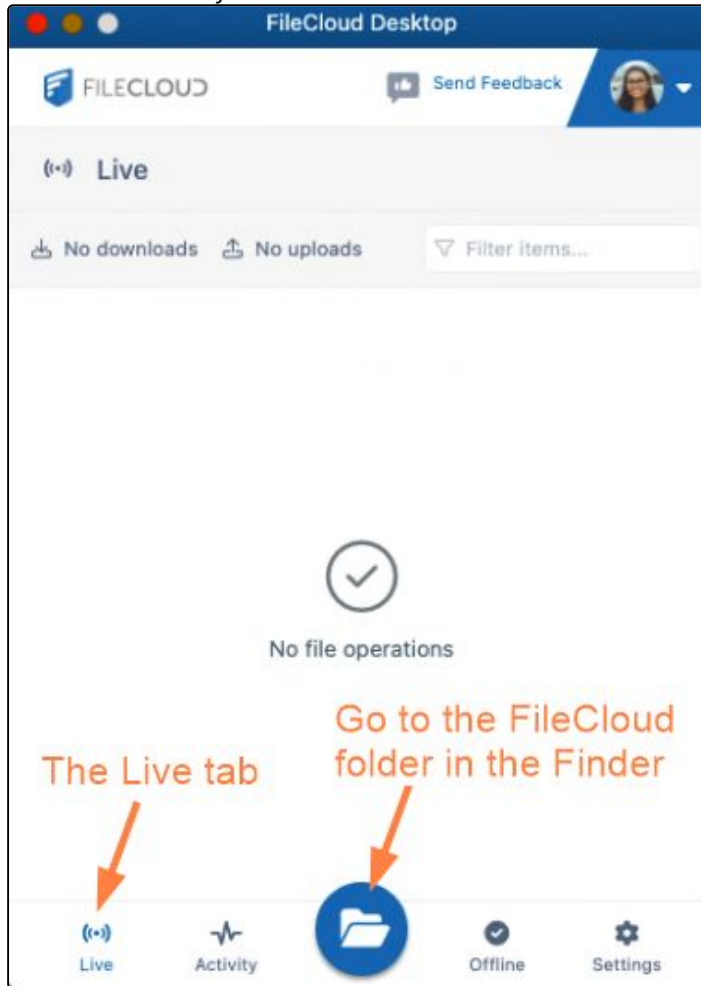 FileCloud Desktop
FILECLOUD
Send Feedback
Live
No downloads
No uploads
Filter items...
No file operations
Go to the FileCloud
folder in the Finder
The Live tab
Live
Activity
Offline
Settings